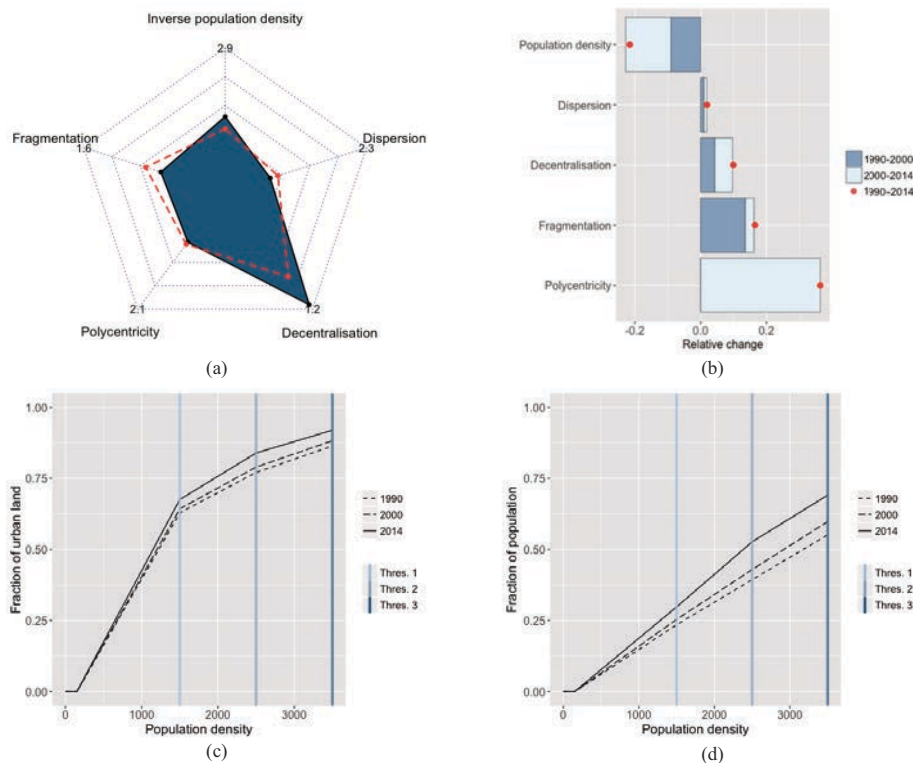 Inverse population density
2.9
Fragmentation
1.6
Dispersion
2.3
2.1
1.2
Polycentricity
Decentralisation
(a)
Population density
Dispersion
Decentralisation
Fragmentation
Polycentricity
-0.2 0.0 0.2
Relative change
1990-2000
2000-2014
1990-2014
(b)
1.00
0.75
0.50
0.25
0.00
Fraction of urban land
0 1000 2000 3000
Population density
1990
2000
2014
Thres. 1
Thres. 2
Thres. 3
(c)
1.00
0.75
0.50
0.25
0.00
Fraction of population
0 1000 2000 3000
Population density
1990
2000
2014
Thres. 1
Thres. 2
Thres. 3
(d)